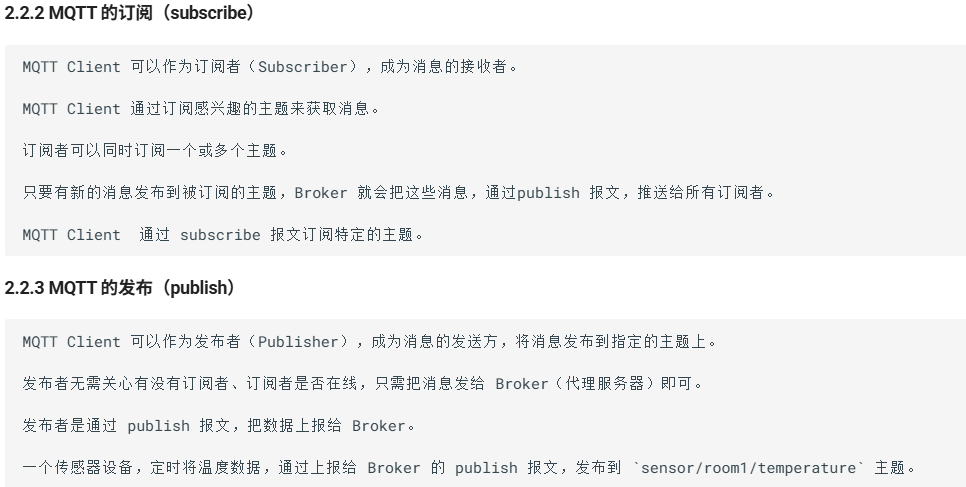 2.2.2 MQTT 的订阅（subscribe）
MQTT Client 可以作为订阅者（Subscriber），成为消息的接收者。
MQTT Client 通过订阅感兴趣的主题来获取消息。
订阅者可以同时订阅一个或多个主题。
只要有新的消息发布到被订阅的主题，Broker 就会把这些消息，通过publish 报文，推送给所有订阅者。
MQTT Client  通过 subscribe 报文订阅特定的主题。
2.2.3 MQTT 的发布（publish）
MQTT Client 可以作为发布者（Publisher），成为消息的发送方，将消息发布到指定的主题上。
发布者无需关心有没有订阅者、订阅者是否在线，只需把消息发给 Broker（代理服务器）即可。
发布者是通过 publish 报文，把数据上报给 Broker。
一个传感器设备，定时将温度数据，通过上报给 Broker 的 publish 报文，发布到 `sensor/room1/temperature` 主题。